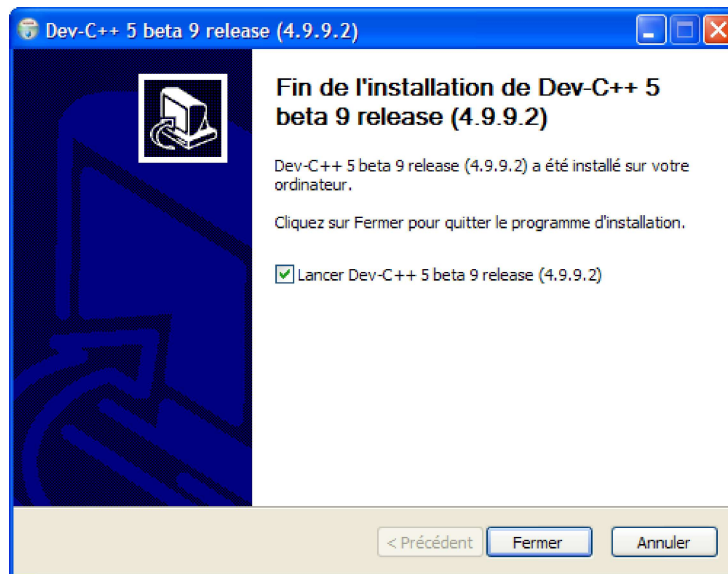 Dev-C++ 5 beta 9 release (4.9.9.2)
Fin de l'installation de Dev-C++ 5
beta 9 release (4.9.9.2)
Dev-C++ 5 beta 9 release (4.9.9.2) a été installé sur votre
ordinateur.
Cliquez sur Fermer pour quitter le programme d'installation.
Lancer Dev-C++ 5 beta 9 release (4.9.9.2)
< Précédent Fermer Annuler